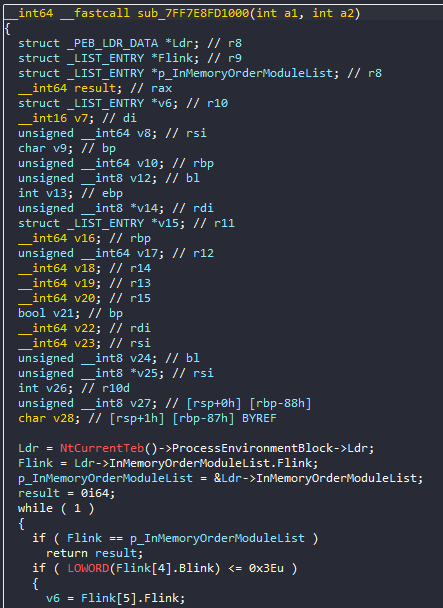 __int64 __fastcall sub_7FF7E8FD1000(int a1, int a2)
{
  struct _PEB_LDR_DATA *Ldr; // r8
  struct _LIST_ENTRY *Flink; // r9
  struct _LIST_ENTRY *p_InMemoryOrderModuleList; // r8
  __int64 result; // rax
  struct _LIST_ENTRY *v6; // r10
  __int16 v7; // di
  unsigned __int64 v8; // rsi
  char v9; // bp
  unsigned __int64 v10; // rbp
  unsigned __int8 v12; // bl
  int v13; // ebp
  unsigned __int8 *v14; // rdi
  struct _LIST_ENTRY *v15; // r11
  __int64 v16; // rbp
  unsigned __int64 v17; // r12
  __int64 v18; // r14
  __int64 v19; // r13
  __int64 v20; // r15
  bool v21; // bp
  __int64 v22; // rdi
  __int64 v23; // rsi
  unsigned __int8 v24; // bl
  unsigned __int8 *v25; // rsi
  int v26; // r10d
  unsigned __int8 v27; // [rsp+0h] [rbp-88h]
  char v28; // [rsp+1h] [rbp-87h] BYREF

  Ldr = NtCurrentTeb()->ProcessEnvironmentBlock->Ldr;
  Flink = Ldr->InMemoryOrderModuleList.Flink;
  p_InMemoryOrderModuleList = &Ldr->InMemoryOrderModuleList;
  result = 0i64;
  while ( 1 )
  {
    if ( Flink == p_InMemoryOrderModuleList )
      return result;
    if ( LOWORD(Flink[4].Blink) <= 0x3Eu )
    {
      v6 = Flink[5].Flink;